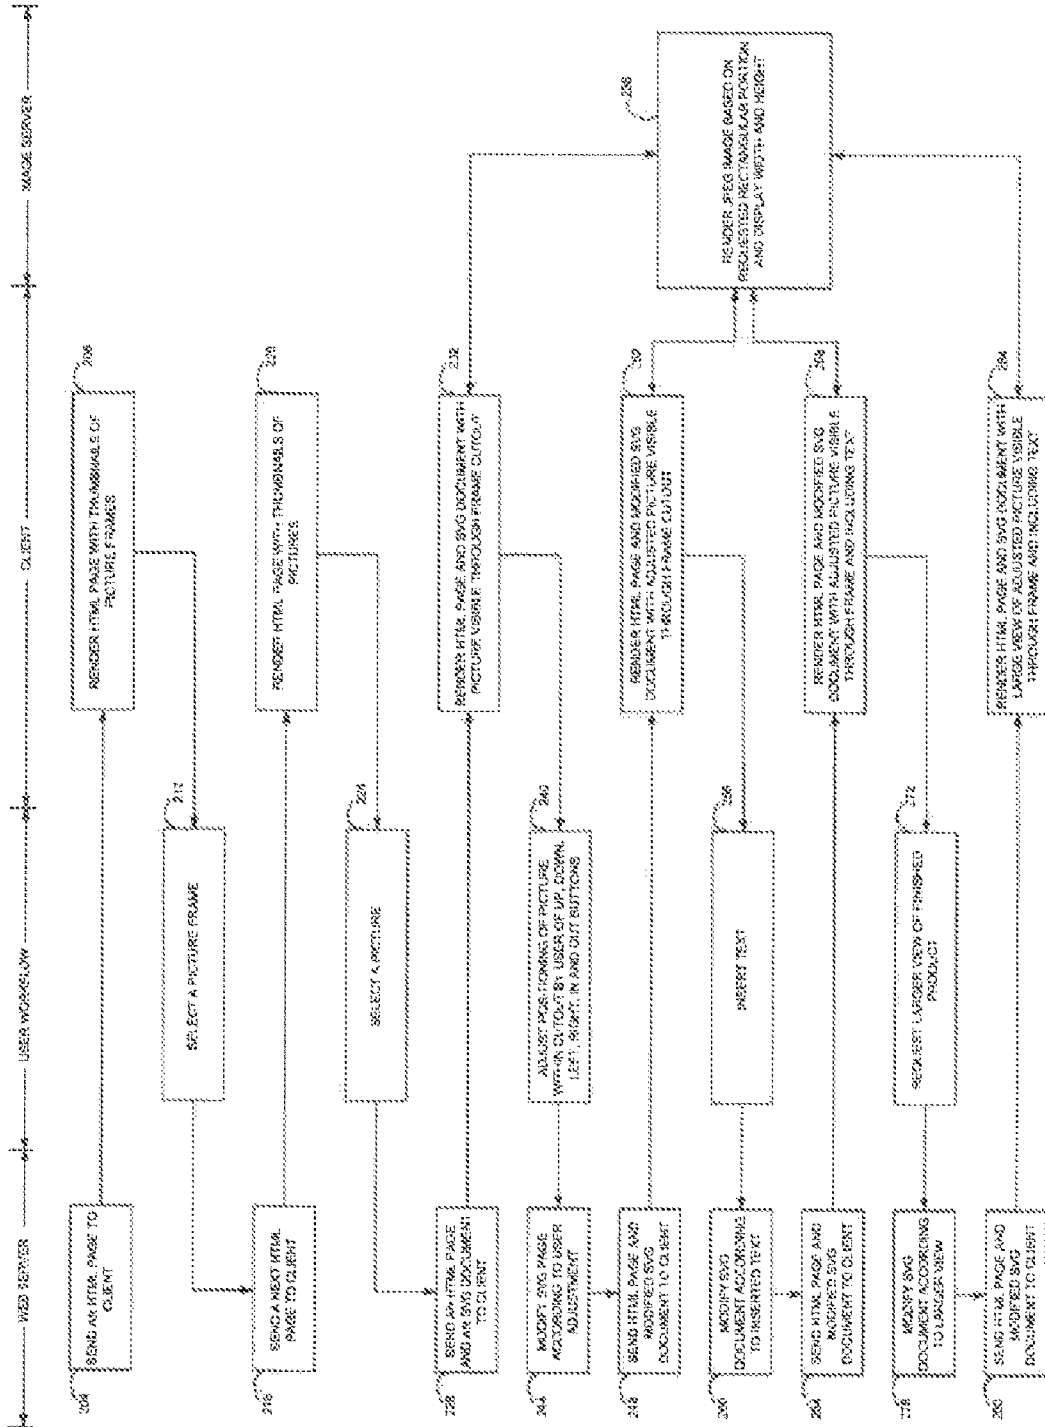 WEB SERVER
USER WORKFLOW
CLIENT
IMAGE SERVER
SEND AN HTML PAGE TO
CLIENT
RENDER HTML PAGE WITH THUMBNAILS OF
PICTURE FRAMES
SELECT A PICTURE FRAME
SEND A NEXT HTML
PAGE TO CLIENT
RENDER HTML PAGE WITH THUMBNAILS OF
PICTURES
220
SELECT A PICTURE
224
SEND AN HTML PAGE
AND AN SVG DOCUMENT
TO CLIENT
228
RENDER HTML PAGE AND SVG DOCUMENT WITH
PICTURE VISIBLE THROUGH FRAME CUTOUT
232
RENDER JPEG IMAGE BASED ON
REQUESTED RECTANGULAR PORTION
AND DISPLAY WIDTH AND HEIGHT
236
ADJUST POSITIONING OF PICTURE
WITHIN CUTOUT BY USER OF UP, DOWN,
LEFT, RIGHT, IN AND OUT BUTTONS
240
MODIFY SVG PAGE
ACCORDING TO USER
ADJUSTMENT
244
SEND HTML PAGE AND
MODIFIED SVG
DOCUMENT TO CLIENT
248
RENDER HTML PAGE AND MODIFIED SVG
DOCUMENT WITH ADJUSTED PICTURE VISIBLE
THROUGH FRAME CUTOUT
INSERT TEXT
MODIFY SVG
DOCUMENT ACCORDING
TO INSERTED TEXT
SEND HTML PAGE AND
MODIFIED SVG
DOCUMENT TO CLIENT
264
RENDER HTML PAGE AND MODIFIED SVG
DOCUMENT WITH ADJUSTED PICTURE VISIBLE
THROUGH FRAME AND INCLUDING TEXT
REQUEST LARGER VIEW OF FINISHED
PRODUCT
272
MODIFY SVG
DOCUMENT ACCORDING
TO LARGER VIEW
SEND HTML PAGE AND
MODIFIED SVG
DOCUMENT TO CLIENT
RENDER HTML PAGE AND SVG DOCUMENT WITH
LARGE VIEW OF ADJUSTED PICTURE VISIBLE
THROUGH FRAME AND INCLUDING TEXT
284